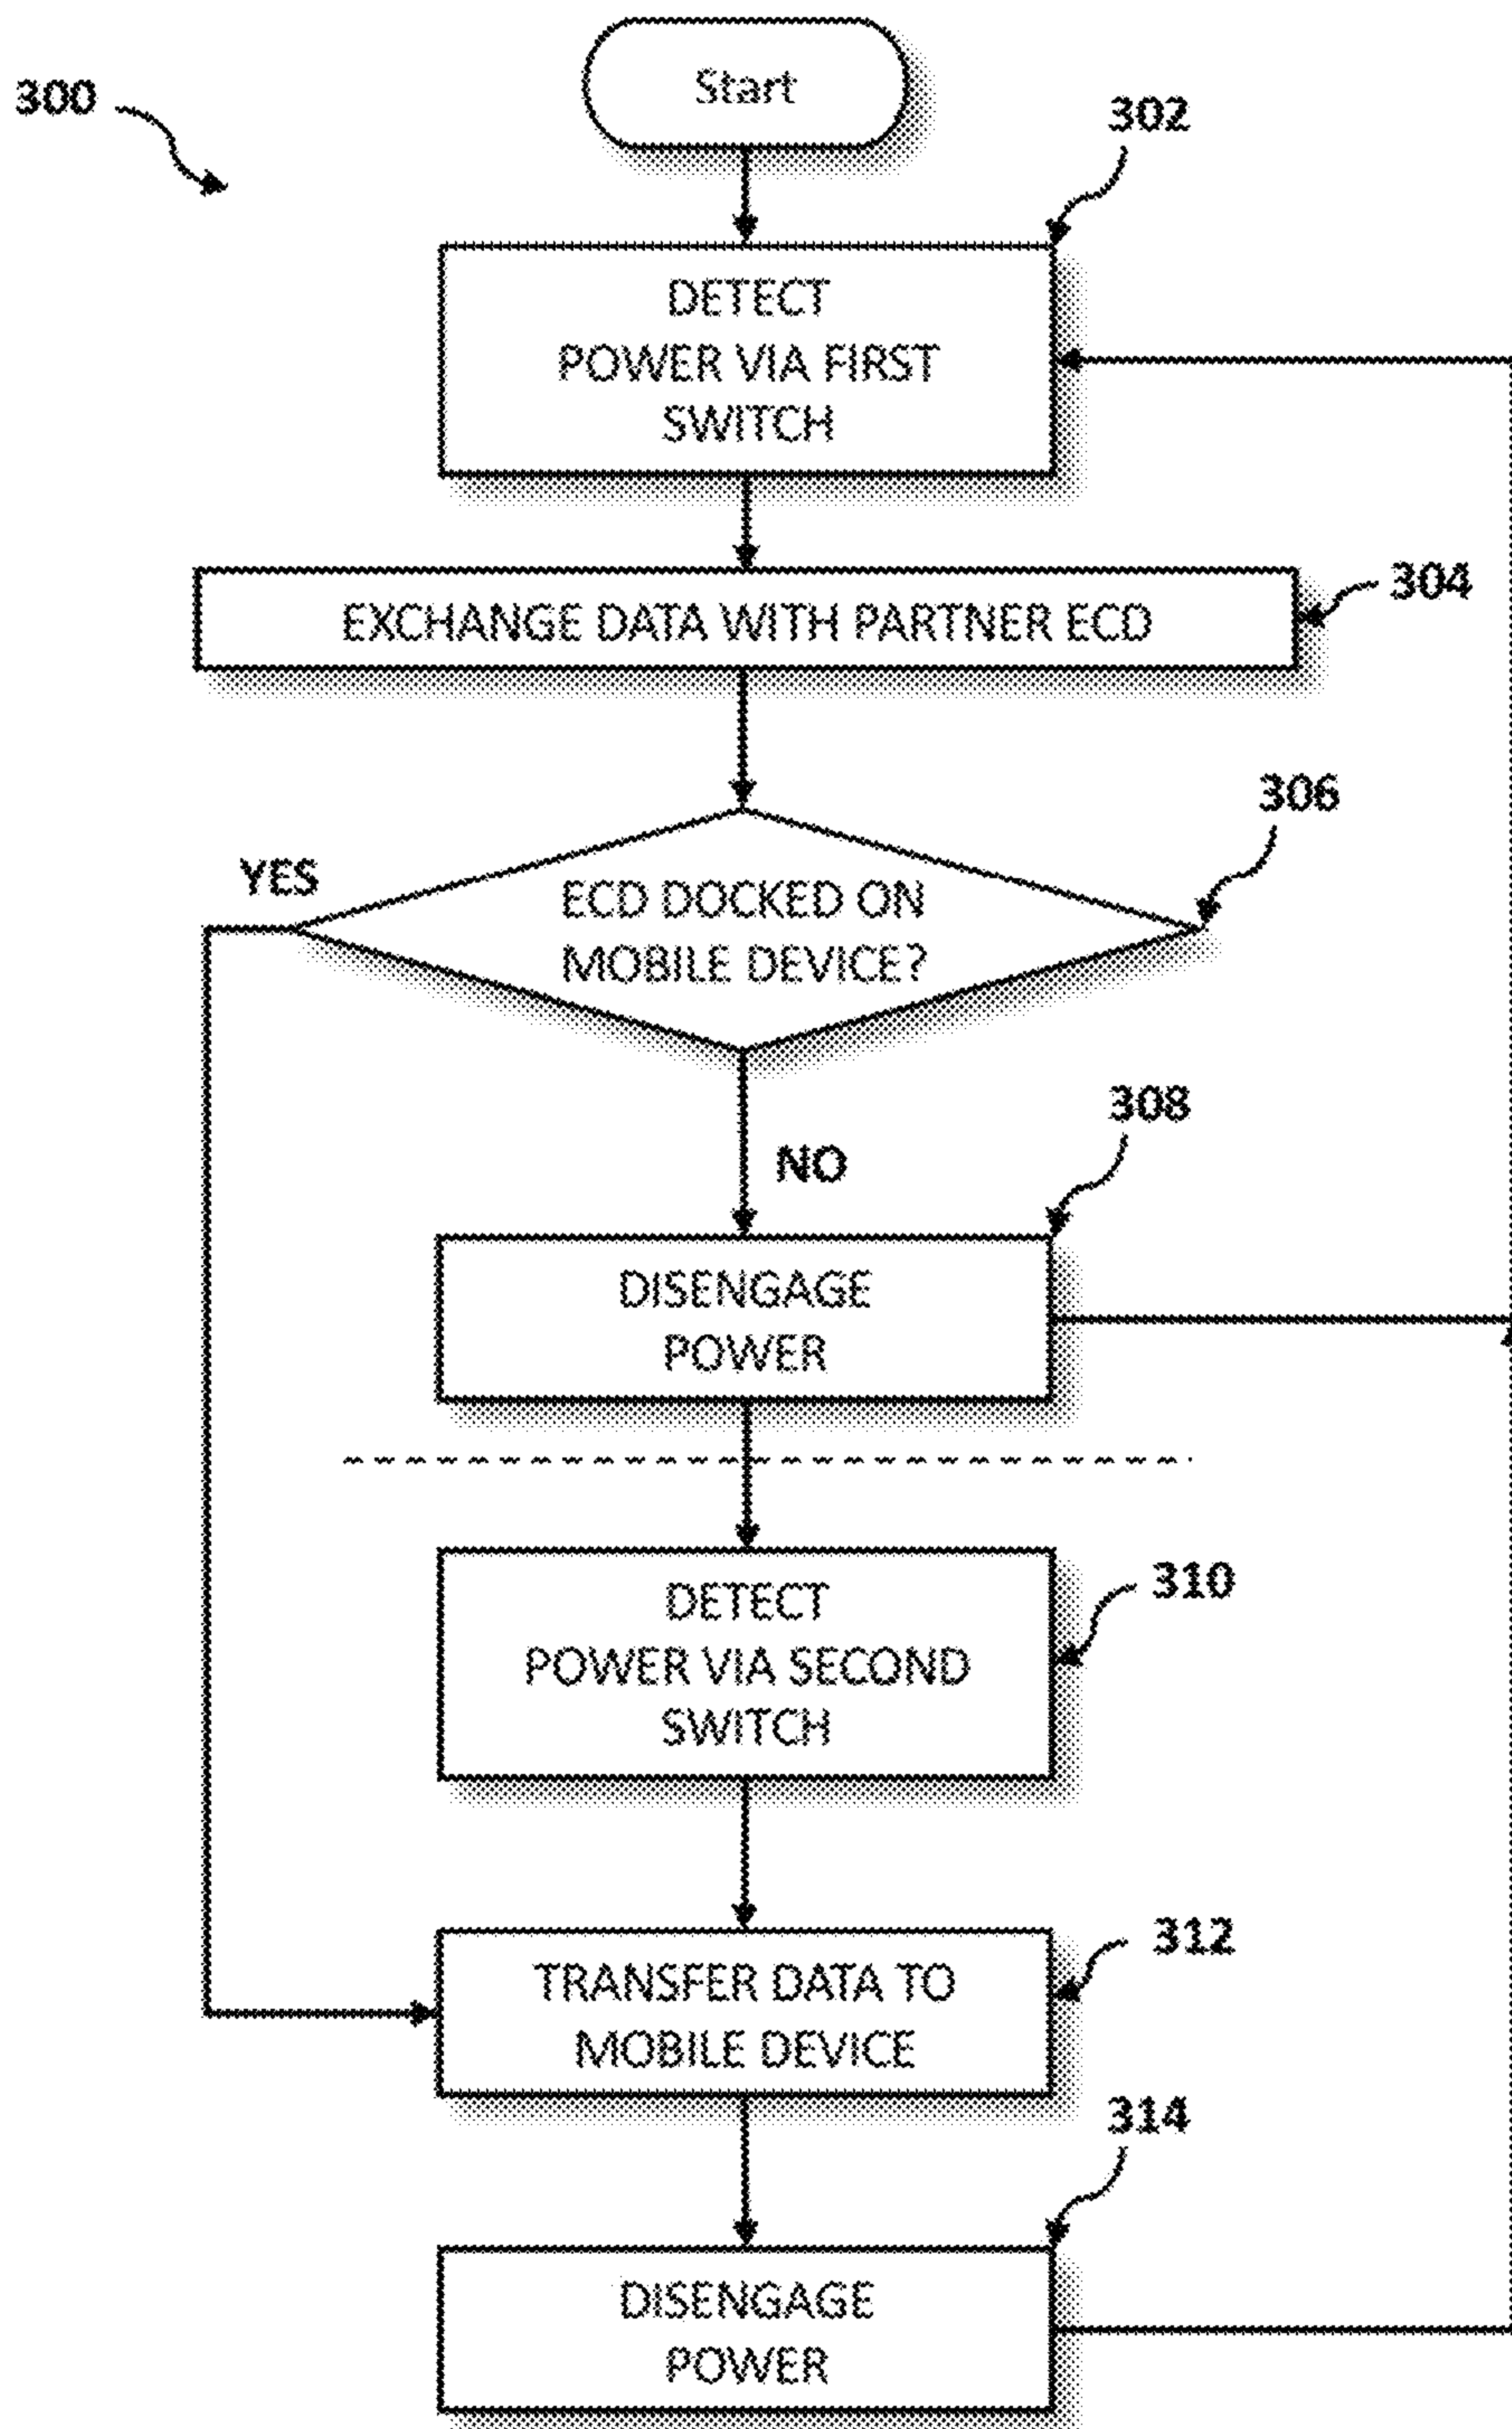 300
Start
302
DETECT
POWER VIA FIRST
SWITCH
EXCHANGE DATA WITH PARTNER ECD
304
306
YES
ECD DOCKED ON
MOBILE DEVICE?
308
NO
DISENGAGE
POWER
DETECT
POWER VIA SECOND
SWITCH
310
312
TRANSFER DATA TO
MOBILE DEVICE
314
DISENGAGE
POWER